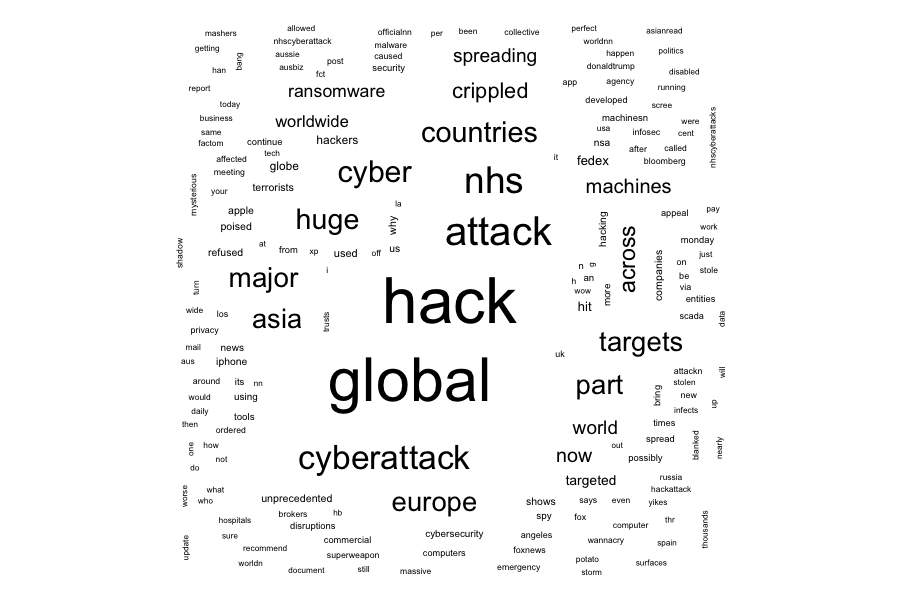 mashers
allowed
officialnn
per
been
collective
perfect
asianread
getting
bang
nhscyberattack
malware
worldnn
aussie
caused
spreading
happen
politics
han
ausbiz
post
fct
security
donaldtrump
disabled
report
ransomware
crippled
app
agency
running
today
developed
scree
business
worldwide
countries
machinesn
were
same
factom
continue
hackers
usa
infosec
cent
nhscyberattacks
tech
nsa
after
called
affected
globe
cyber
it
fedex
bloomberg
meeting
nhs
mysterious
your
terrorists
machines
la
apple
huge
why
attack
hacking
appeal
pay
poised
work
shadow
refused
at
from
xp
used
off
us
across
monday
companies
just
major
i
n
g
on
stole
h
an
be
turn
wow
more
via
hack
entities
wide
los
asia
trusts
hit
scada
data
privacy
targets
mail
news
uk
aus
iphone
global
attackn
will
around
its
nn
part
stolen
would
using
bring
new
up
daily
infects
then
tools
ordered
world
times
one
how
out
spread
blanked
nearly
do
not
cyberattack
now
possibly
worse
what
targeted
russia
who
unprecedented
europe
shows
says
even
hackattack
yikes
brokers
hb
spy
fox
hospitals
disruptions
computer
thr
thousands
update
sure
commercial
cybersecurity
angeles
wannacry
spain
recommend
superweapon
computers
foxnews
worldn
document
still
massive
emergency
potato
storm
surfaces